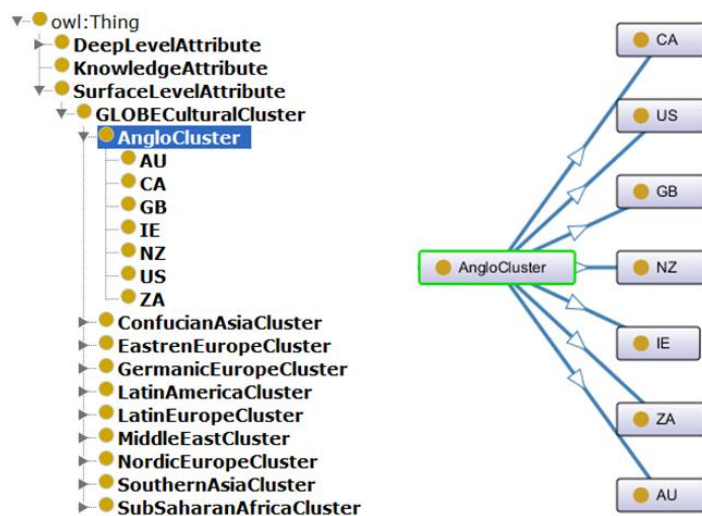 owl:Thing
DeepLevelAttribute
KnowledgeAttribute
SurfaceLevelAttribute
GLOBECulturalCluster
AngloCluster
AU
CA
GB
IE
NZ
US
ZA
ConfucianAsiaCluster
EastrenEuropeCluster
GermanicEuropeCluster
LatinAmericaCluster
LatinEuropeCluster
MiddleEastCluster
NordicEuropeCluster
SouthernAsiaCluster
SubSaharanAfricaCluster
AngloCluster
CA
US
GB
NZ
IE
ZA
AU